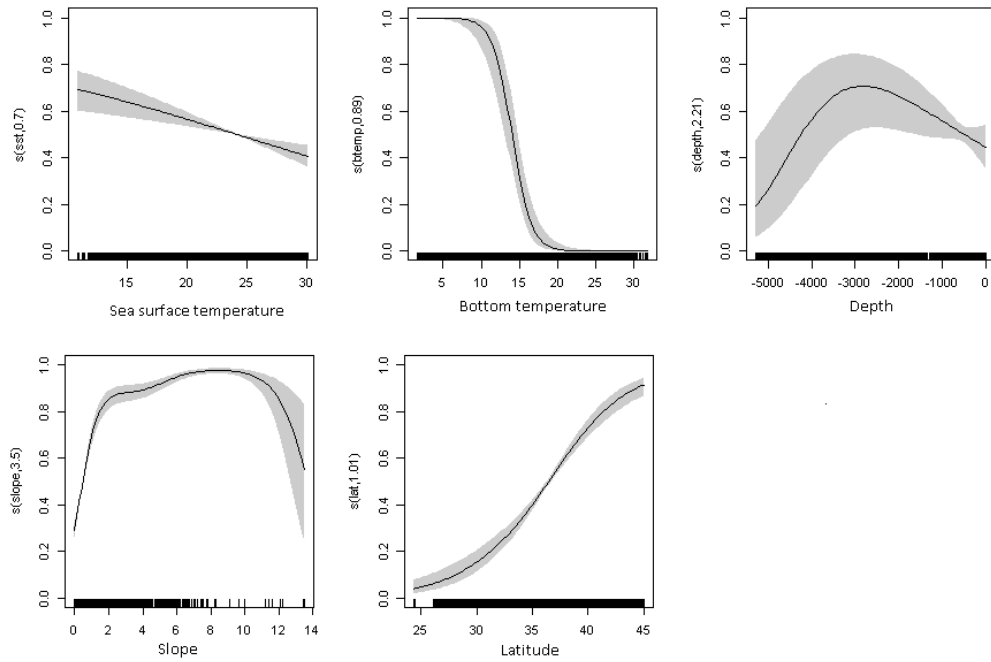 s(sst,0.7)
0.0 0.2 0.4 0.6 0.8 1.0
15 20 25 30
Sea surface temperature
s(btemp,0.89)
0.0 0.2 0.4 0.6 0.8 1.0
5 10 15 20 25 30
Bottom temperature
s(depth,2.21)
0.0 0.2 0.4 0.6 0.8 1.0
-5000 -4000 -3000 -2000 -1000 0
Depth
s(slope,3.5)
0.0 0.2 0.4 0.6 0.8 1.0
0 2 4 6 8 10 12 14
Slope
s(lat,1.01)
0.0 0.2 0.4 0.6 0.8 1.0
25 30 35 40 45
Latitude